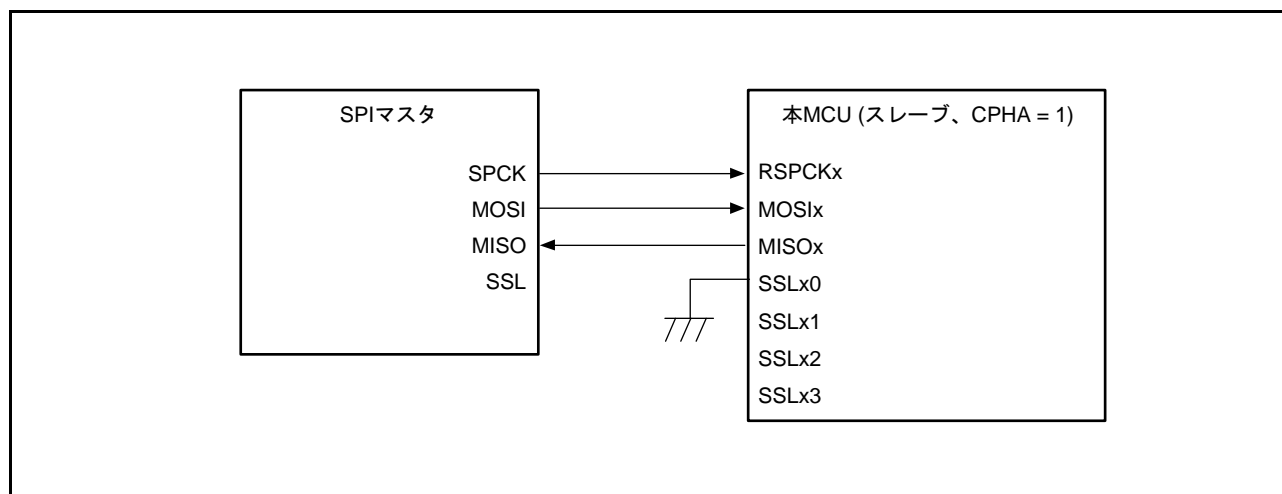 SPIマスタ
SPCK
MOSI
MISO
SSL
本MCU (スレーブ、CPHA = 1)
RSPCKx
MOSIx
MISOx
SSLx0
SSLx1
SSLx2
SSLx3